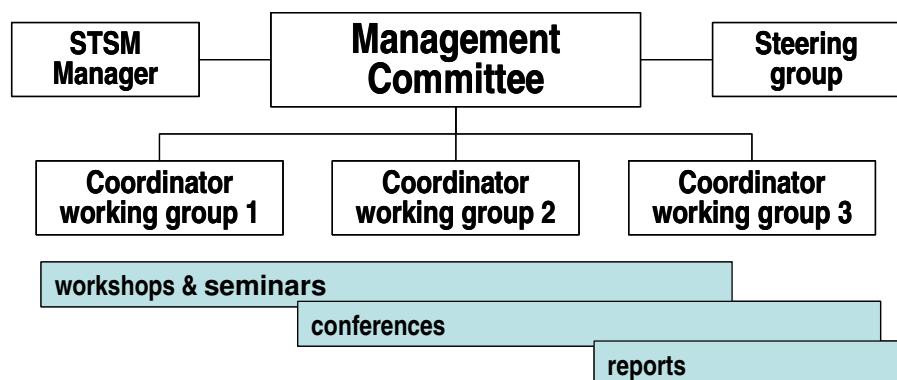 STSM
Manager
Management
Committee
Steering
group
Coordinator
working group 1
Coordinator
working group 2
Coordinator
working group 3
workshops & seminars
conferences
reports